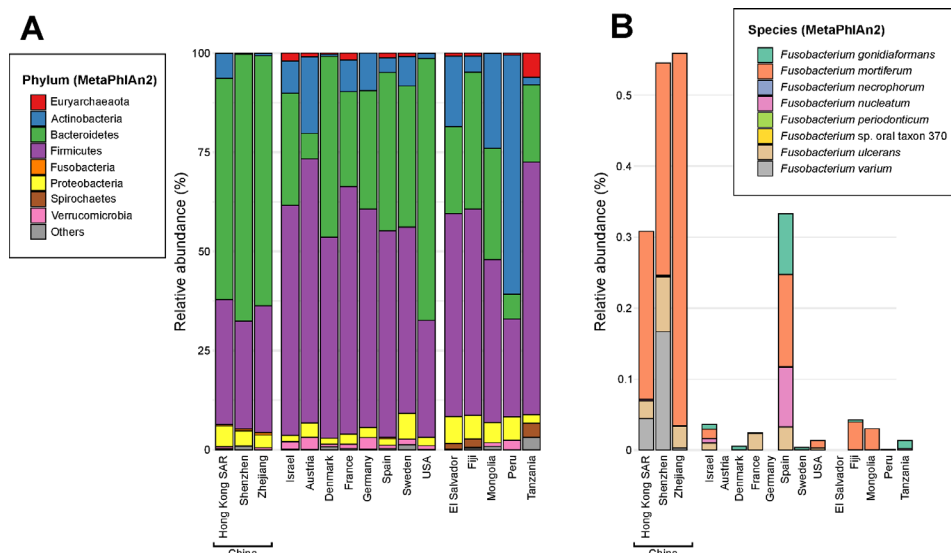 A
B
Phylum (MetaPhlAn2)
Euryarchaeaota
Actinobacteria
Bacteroidetes
Firmicutes
Fusobacteria
Proteobacteria
Spirochaetes
Verrucomicrobia
Others
Relative abundance (%)
100
75
50
25
0
Hong Kong SAR
Shenzhen
Zhejiang
Israel
Austria
Denmark
France
Germany
Spain
Sweden
USA
El Salvador
Fiji
Mongolia
Peru
Tanzania
China
Species (MetaPhlAn2)
Fusobacterium gonidiaformans
Fusobacterium mortiferum
Fusobacterium necrophorum
Fusobacterium nucleatum
Fusobacterium periodonticum
Fusobacterium sp. oral taxon 370
Fusobacterium ulcerans
Fusobacterium varium
Relative abundance (%)
0.5
0.4
0.3
0.2
0.1
0
Hong Kong SAR
Shenzhen
Zhejiang
Israel
Austria
Denmark
France
Germany
Spain
Sweden
USA
El Salvador
Fiji
Mongolia
Peru
Tanzania
China